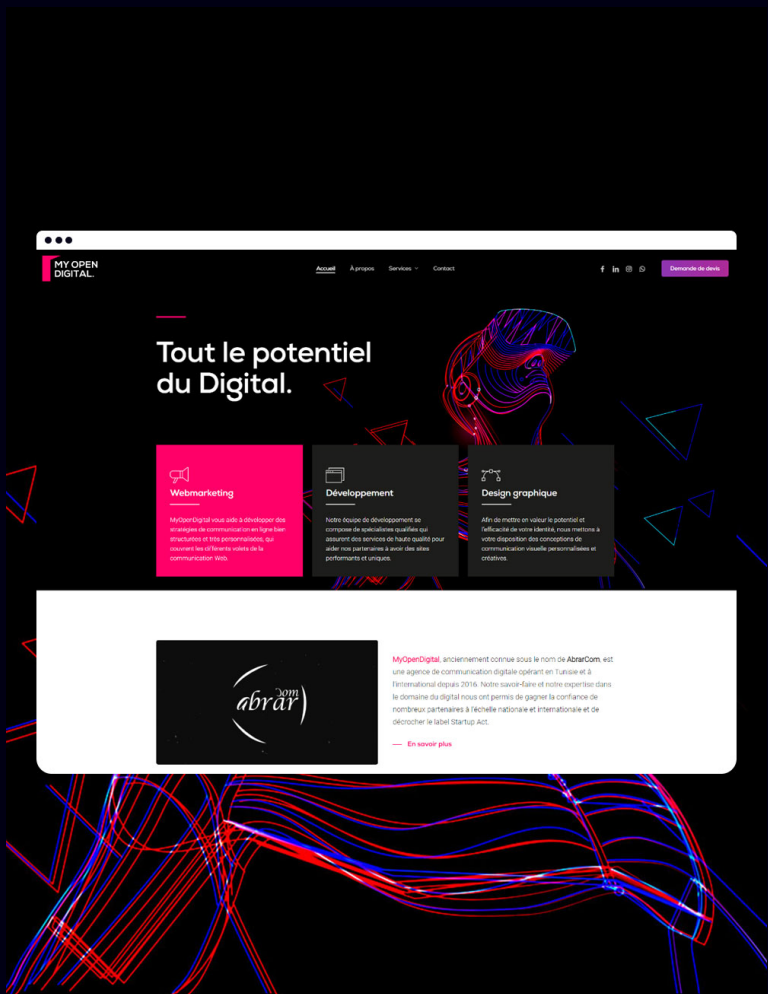 MY OPEN
DIGITAL.
Accueil
À propos
Services
Contact
Demande de devis
Tout le potentiel
du Digital.
Webmarketing
MyOpenDigital vous aide à développer des
stratégies de communication en ligne bien
structurées et très personnalisées, qui
couvrent les différents volets de la
communication Web.
Développement
Notre équipe de développement se
compose de spécialistes qualifiés qui
assurent des services de haute qualité pour
aider nos partenaires à avoir des sites
performants et uniques.
Design graphique
Afin de mettre en valeur le potentiel et
l'efficacité de votre identité, nous mettons à
votre disposition des conceptions de
communication visuelle personnalisées et
créatives.
abrar
com
MyOpenDigital, anciennement connue sous le nom de AbrarCom, est
une agence de communication digitale opérant en Tunisie et à
l'international depuis 2016. Notre savoir-faire et notre expertise dans
le domaine du digital nous ont permis de gagner la confiance de
nombreux partenaires à l'échelle nationale et internationale et de
décrocher le label Startup Act.
En savoir plus